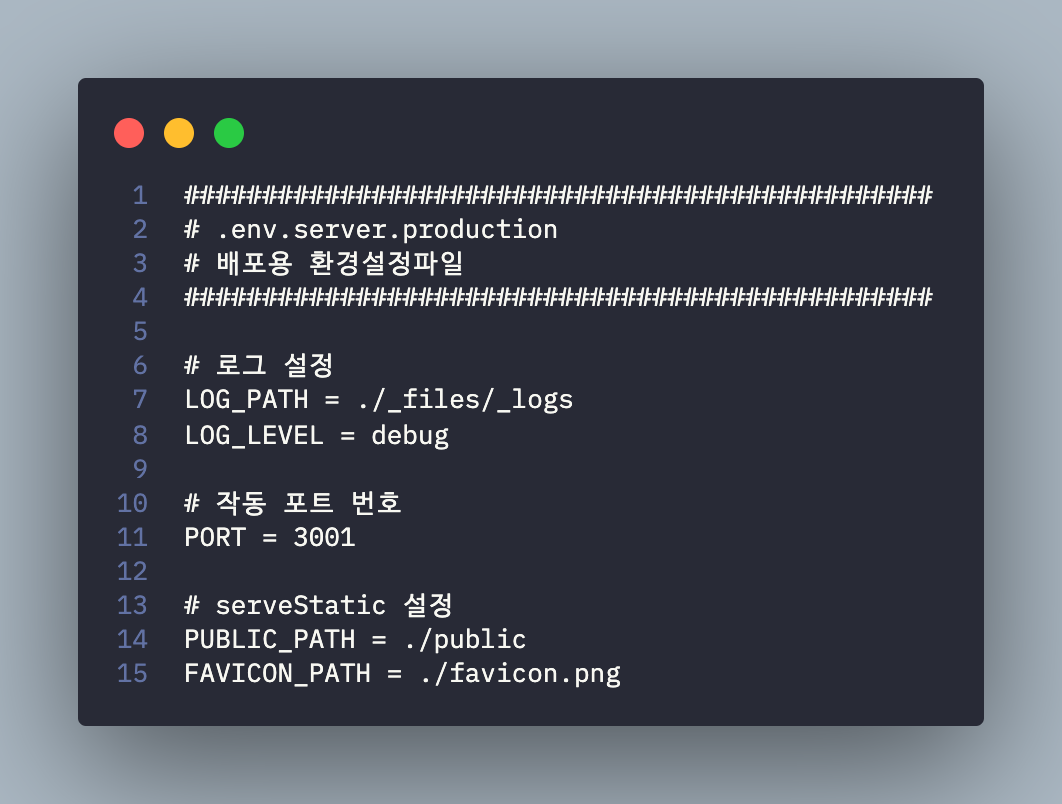 1 ################################################
2 # .env.server.production
3 # 배포용 환경설정파일
4 ################################################
5
6 # 로그 설정
7 LOG_PATH = ./_files/_logs
8 LOG_LEVEL = debug
9
10 # 작동 포트 번호
11 PORT = 3001
12
13 # serveStatic 설정
14 PUBLIC_PATH = ./public
15 FAVICON_PATH = ./favicon.png